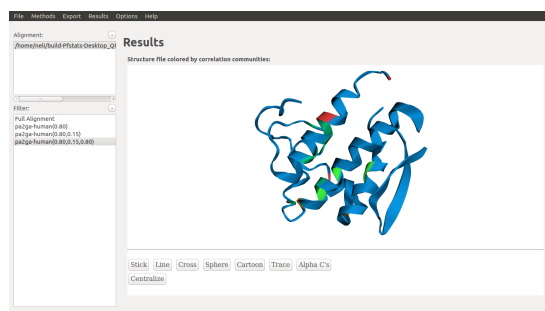 File Methods Export Results Options Help
Alignment:
/home/neli/build-Pfstats-Desktop_Qt
Filter:
Full Alignment
pa2ga-human(0.80)
pa2ga-human(0.80,0.15)
pa2ga-human(0.80,0.15,0.80)
Results
Structure file colored by correlation communities:
Stick Line Cross Sphere Cartoon Trace Alpha C's
Centralize